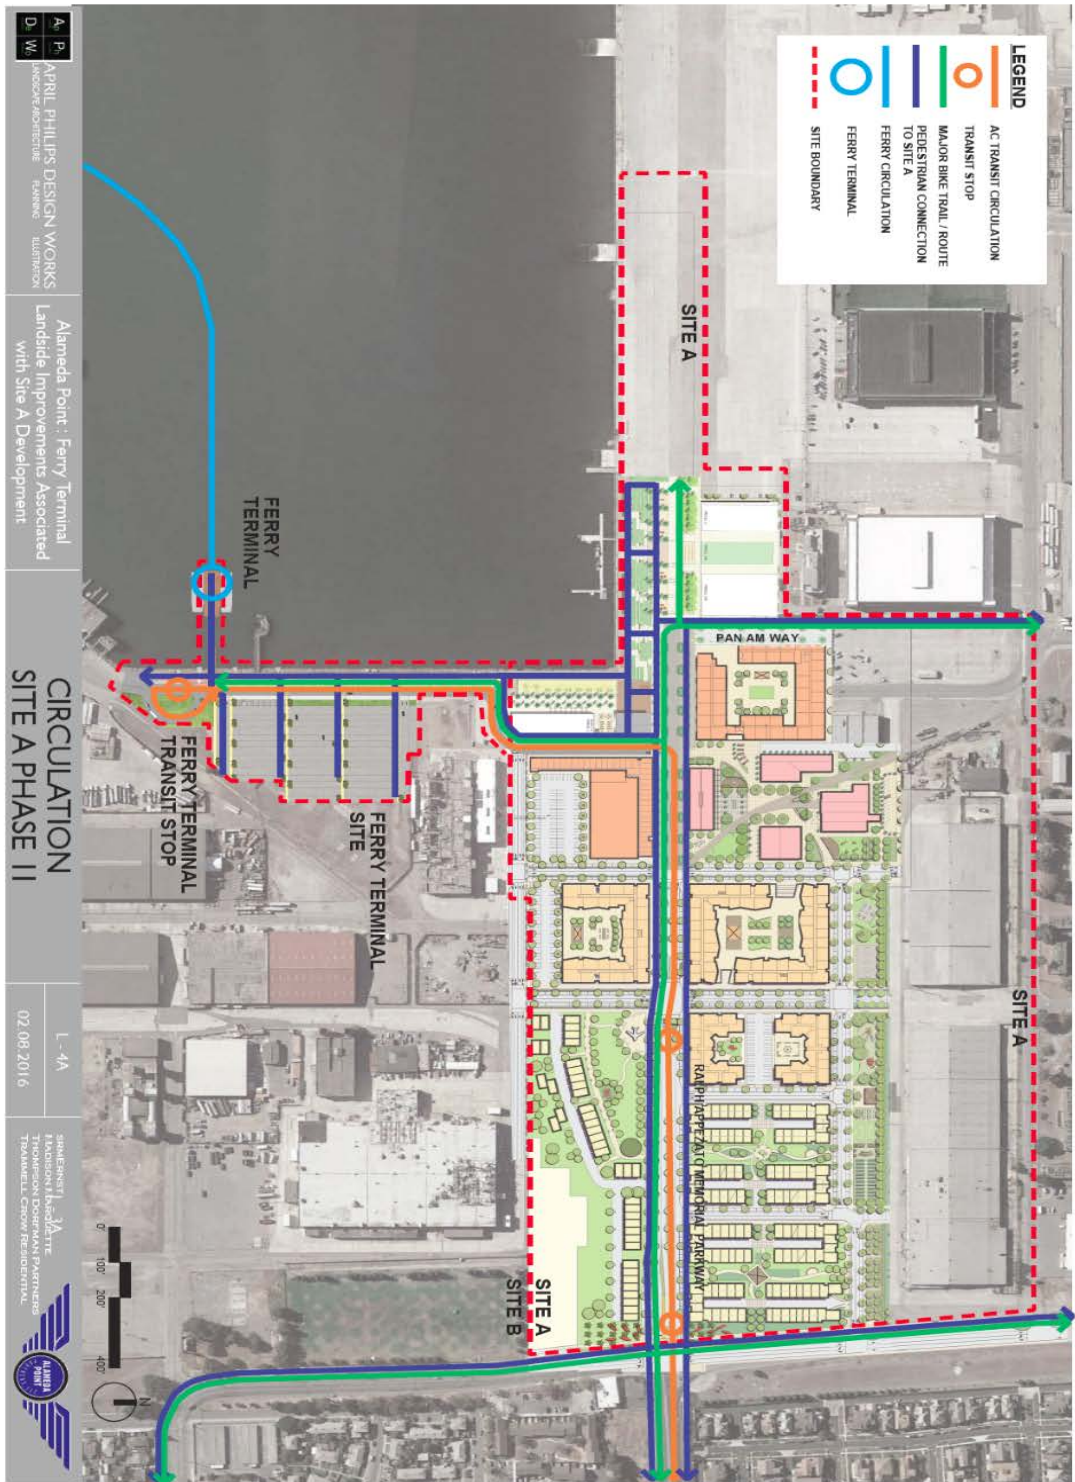 LEGEND
AC TRANSIT CIRCULATION
TRANSIT STOP
MAJOR BIKE TRAIL / ROUTE
PEDESTRIAN CONNECTION
TO SITE A
FERRY CIRCULATION
FERRY TERMINAL
SITE BOUNDARY
SITE A
PAN AM WAY
SITE A
RALPH APPEZATO MEMORIAL PARKWAY
SITE A
SITE B
FERRY
TERMINAL
FERRY TERMINAL
SITE
FERRY TERMINAL
TRANSIT STOP
0'
100'
200'
400'
N
APRIL PHILIPS DESIGN WORKS
LANDSCAPE ARCHITECTURE PLANNING ILLUSTRATION
Alameda Point : Ferry Terminal
Landside Improvements Associated
with Site A Development
CIRCULATION
SITE A PHASE II
L - 4A
02.08.2016
SRMERNST
MADISON MARQUETTE
THOMPSON DORFMAN PARTNERS
TRAMMELL CROW RESIDENTIAL
ALAMEDA
POINT